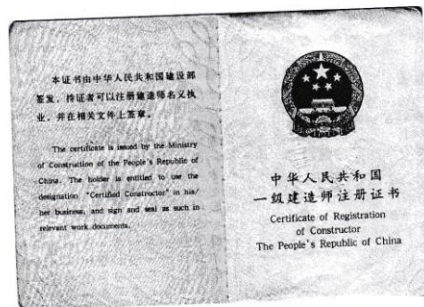 本证书由中华人民共和国建设部
签发，持证者可以注册建造师名义执
业，并在相关文件上签章。
The certificate is issued by the Ministry
of Construction of the People's Republic of
China. The holder is entitled to use the
designation "Certified Constructor" in his/
her business, and sign and seal as such in
relevant work documents.
中华人民共和国
一级建造师注册证书
Certificate of Registration
of Constructor
The People's Republic of China